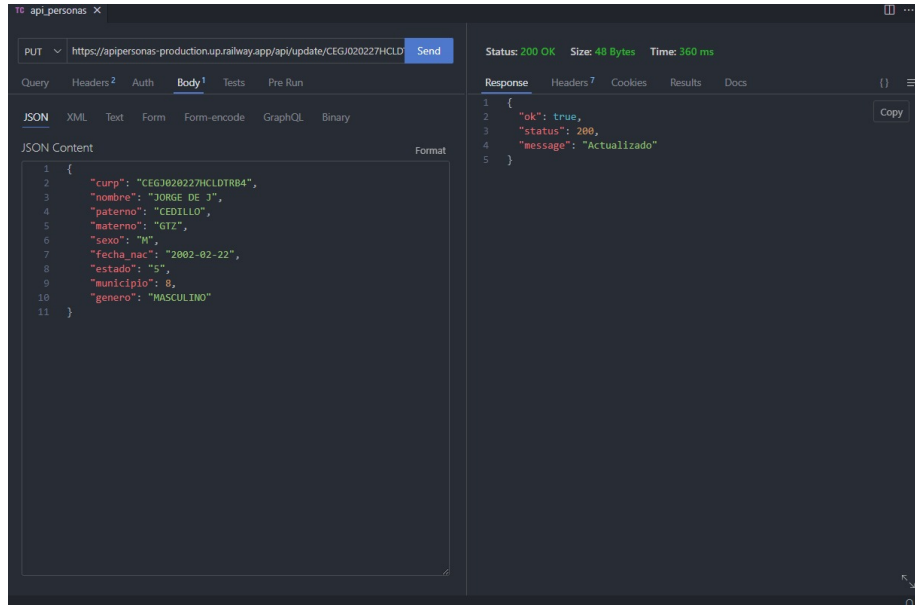 TC api_personas ×
PUT https://apipersonas-production.up.railway.app/api/update/CEGJ020227HCLD Send
Query Headers 2 Auth Body 1 Tests Pre Run
JSON XML Text Form Form-encode GraphQL Binary
JSON Content Format
1 {
2 "curp": "CEGJ020227HCLDTRB4",
3 "nombre": "JORGE DE J",
4 "paterno": "CEDILLO",
5 "materno": "GTZ",
6 "sexo": "M",
7 "fecha_nac": "2002-02-22",
8 "estado": "5",
9 "municipio": 8,
10 "genero": "MASCULINO"
11 }
Status: 200 OK Size: 48 Bytes Time: 360 ms
Response Headers 7 Cookies Results Docs {}
Copy
1 {
2 "ok": true,
3 "status": 200,
4 "message": "Actualizado"
5 }